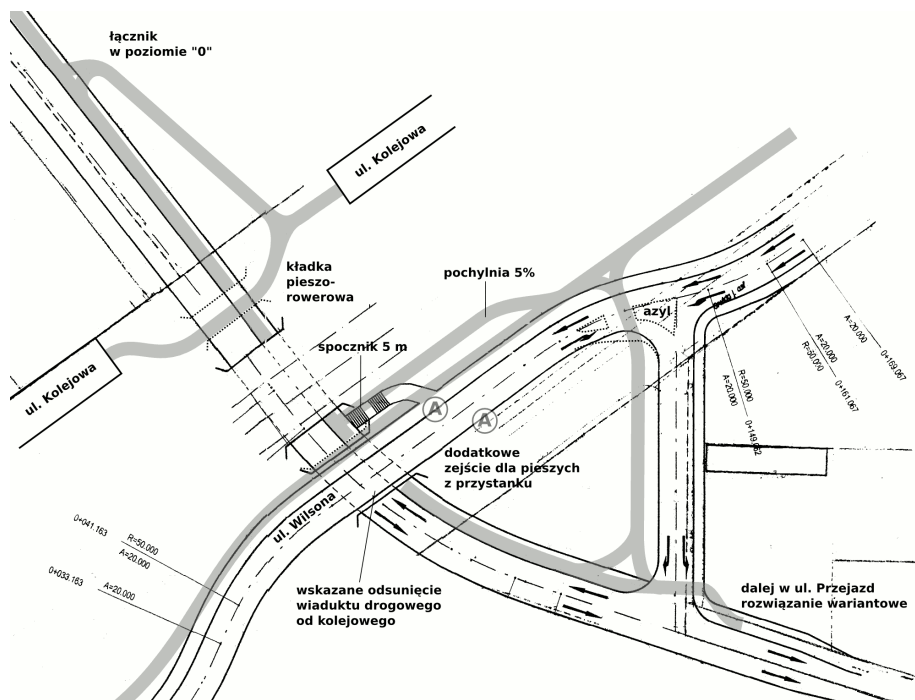 łącznik
w poziomie "0"
ul. Kolejowa
kładka
pieszo-
rowerowa
pochylnia 5%
azyl
spocznik 5 m
A=20.000
0+169.067
A=20.000
R=50.000
0+161.067
R=50.000
A=20.000
ul. Kolejowa
A
A
dodatkowe
zejście dla pieszych
z przystanku
ul. Wilsona
0+041.163
R=50.000
A=20.000
0+033.163
A=20.000
wskazane odsunięcie
wiaduktu drogowego
od kolejowego
dalej w ul. Przejazd
rozwiązanie wariantowe